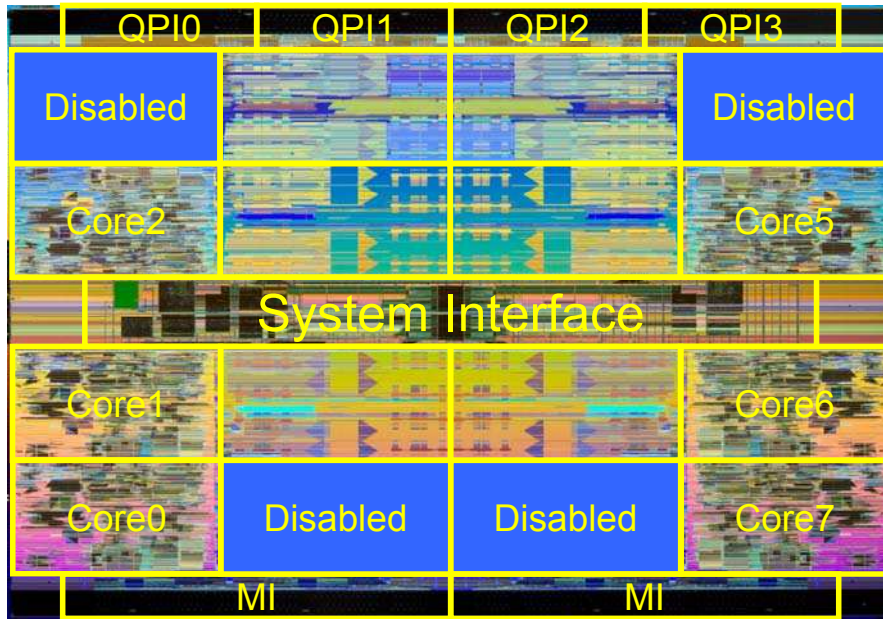 QPI0 QPI1 QPI2 QPI3
Disabled Disabled
Core2 Core5
System Interface
Core1 Core6
Core0 Disabled Disabled Core7
MI MI